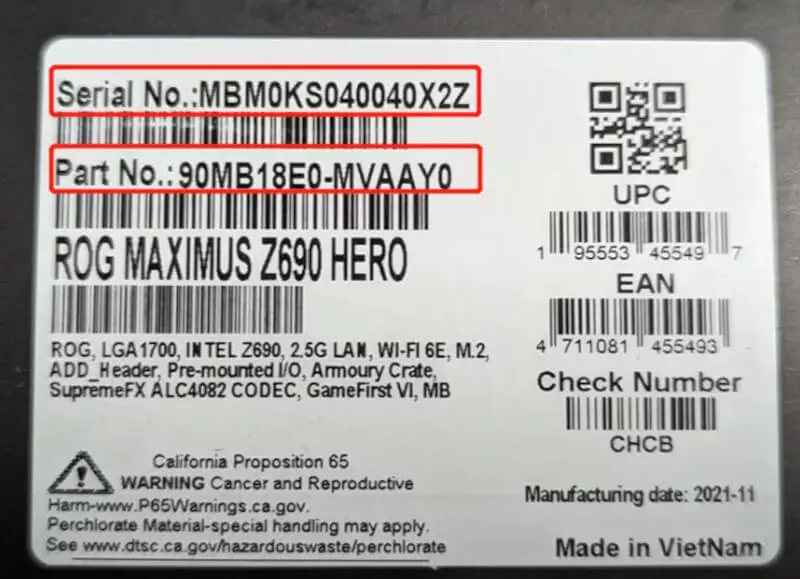 Serial No.:MBM0KS040040X2Z
Part No.:90MB18E0-MVAAY0
ROG MAXIMUS Z690 HERO
ROG, LGA1700, INTEL Z690, 2.5G LAN, WI-FI 6E, M.2,
ADD_Header, Pre-mounted I/O, Armoury Crate,
SupremeFX ALC4082 CODEC, GameFirst VI, MB
California Proposition 65
WARNING Cancer and Reproductive
Harm-www.P65Warnings.ca.gov.
Perchlorate Material-special handling may apply.
See www.dtsc.ca.gov/hazardouswaste/perchlorate
UPC
1 95553 45549 7
EAN
4 711081 455493
Check Number
CHCB
Manufacturing date: 2021-11
Made in VietNam